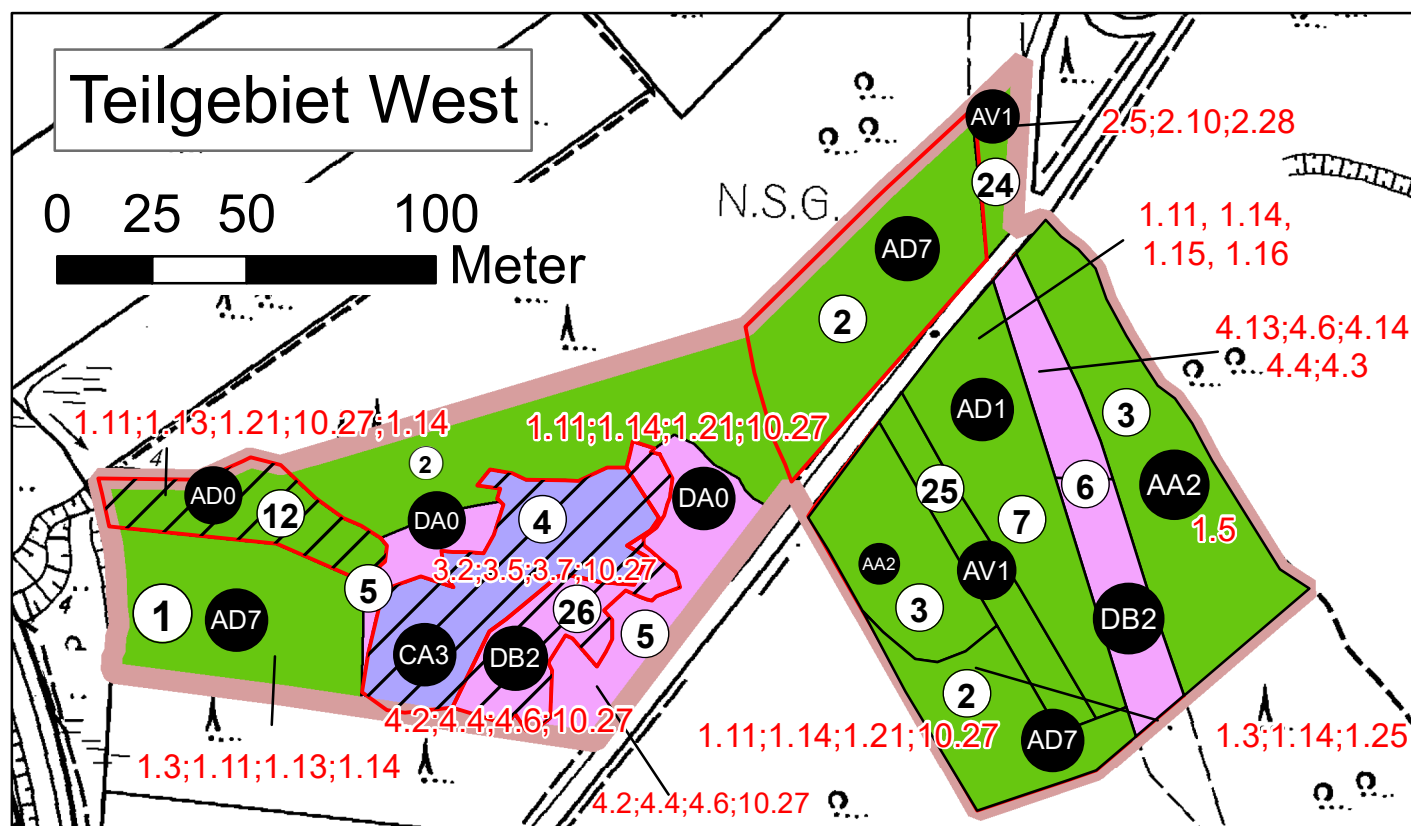 Teilgebiet West
0 25 50 100
Meter
N.S.G.
AV1
2.5;2.10;2.28
24
AD7
2
1.11, 1.14,
1.15, 1.16
4.13;4.6;4.14
4.4;4.3
AD1
3
1.11;1.13;1.21;10.27;1.14
1.11;1.14;1.21;10.27
4
2
AD0
12
DA0
4
DA0
25
7
6
AA2
1.5
3.2;3.5;3.7;10.27
AA2
AV1
5
26
5
3
1
AD7
CA3
DB2
DB2
4
2
4.2;4.4;4.6;10.27
1.11;1.14;1.21;10.27
AD7
1.3;1.14;1.25
1.3;1.11;1.13;1.14
4.2;4.4;4.6;10.27